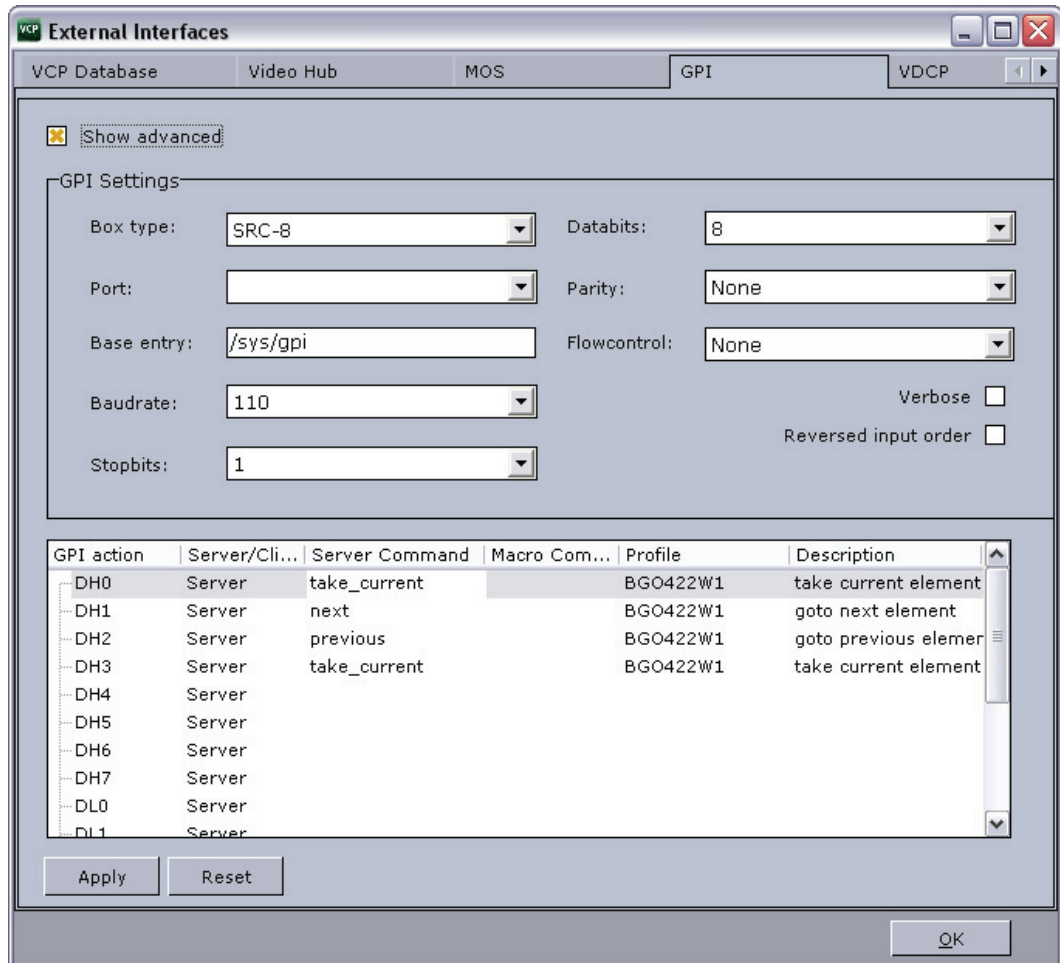 VCP External Interfaces
VCP Database Video Hub MOS GPI VDCP
Show advanced
GPI Settings
Box type: SRC-8 Databits: 8
Port: Parity: None
Base entry: /sys/gpi Flowcontrol: None
Baudrate: 110 Verbose
Reversed input order
Stopbits: 1
GPI action Server/Cli... Server Command Macro Com... Profile Description
DH0 Server take_current BGO422W1 take current element
DH1 Server next BGO422W1 goto next element
DH2 Server previous BGO422W1 goto previous elemer
DH3 Server take_current BGO422W1 take current element
DH4 Server
DH5 Server
DH6 Server
DH7 Server
DL0 Server
DL1 Server
Apply Reset
OK